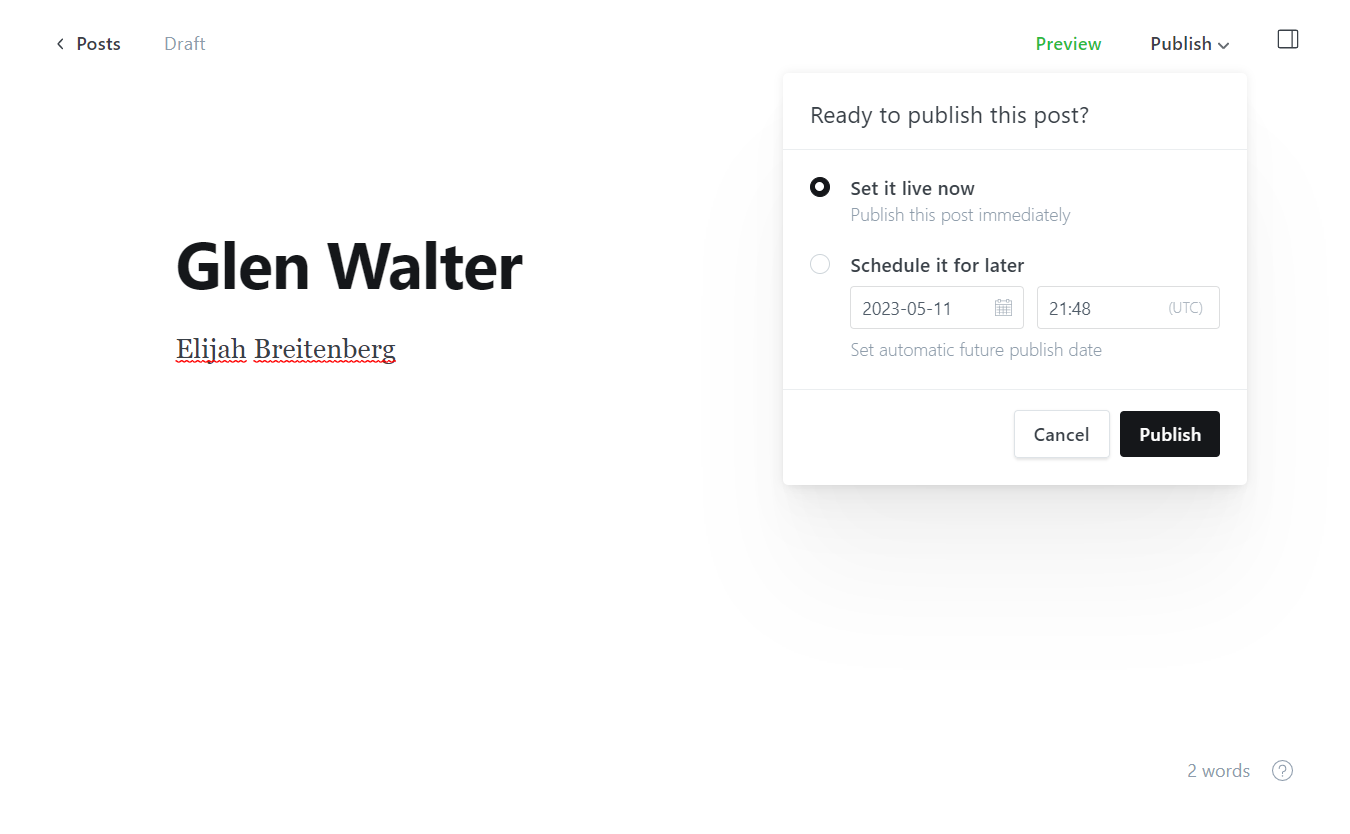 Posts Draft Preview Publish
Ready to publish this post?
Set it live now
Publish this post immediately
Glen Walter
Schedule it for later
2023-05-11 21:48 (UTC)
Elijah Breitenberg
Set automatic future publish date
Cancel Publish
2 words ?